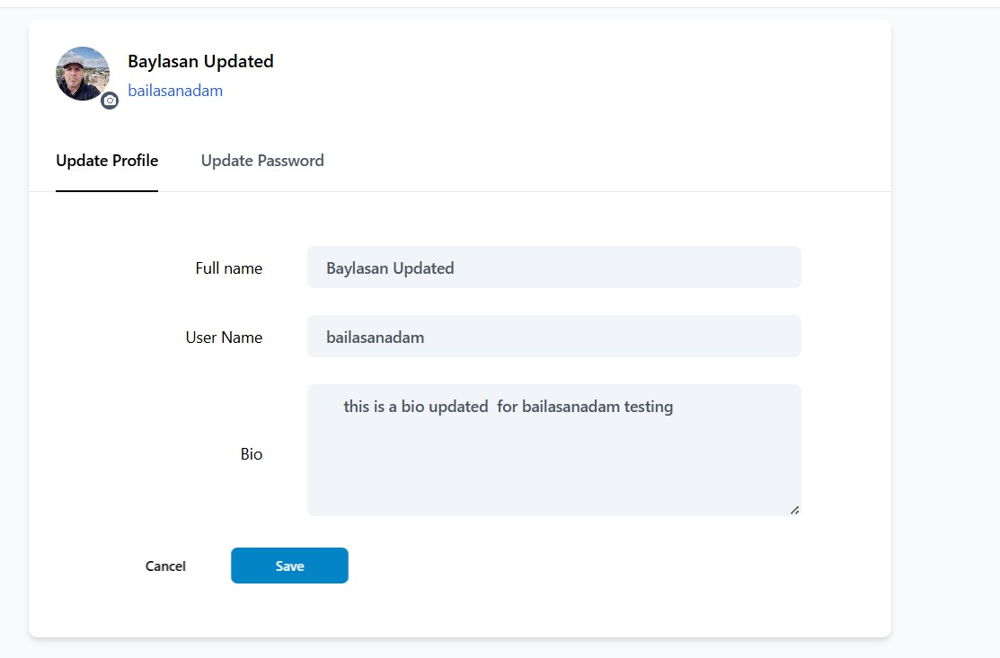 Baylasan Updated
bailasanadam
Update Profile Update Password
Full name Baylasan Updated
User Name bailasanadam
this is a bio updated  for bailasanadam testing
Bio
Cancel Save